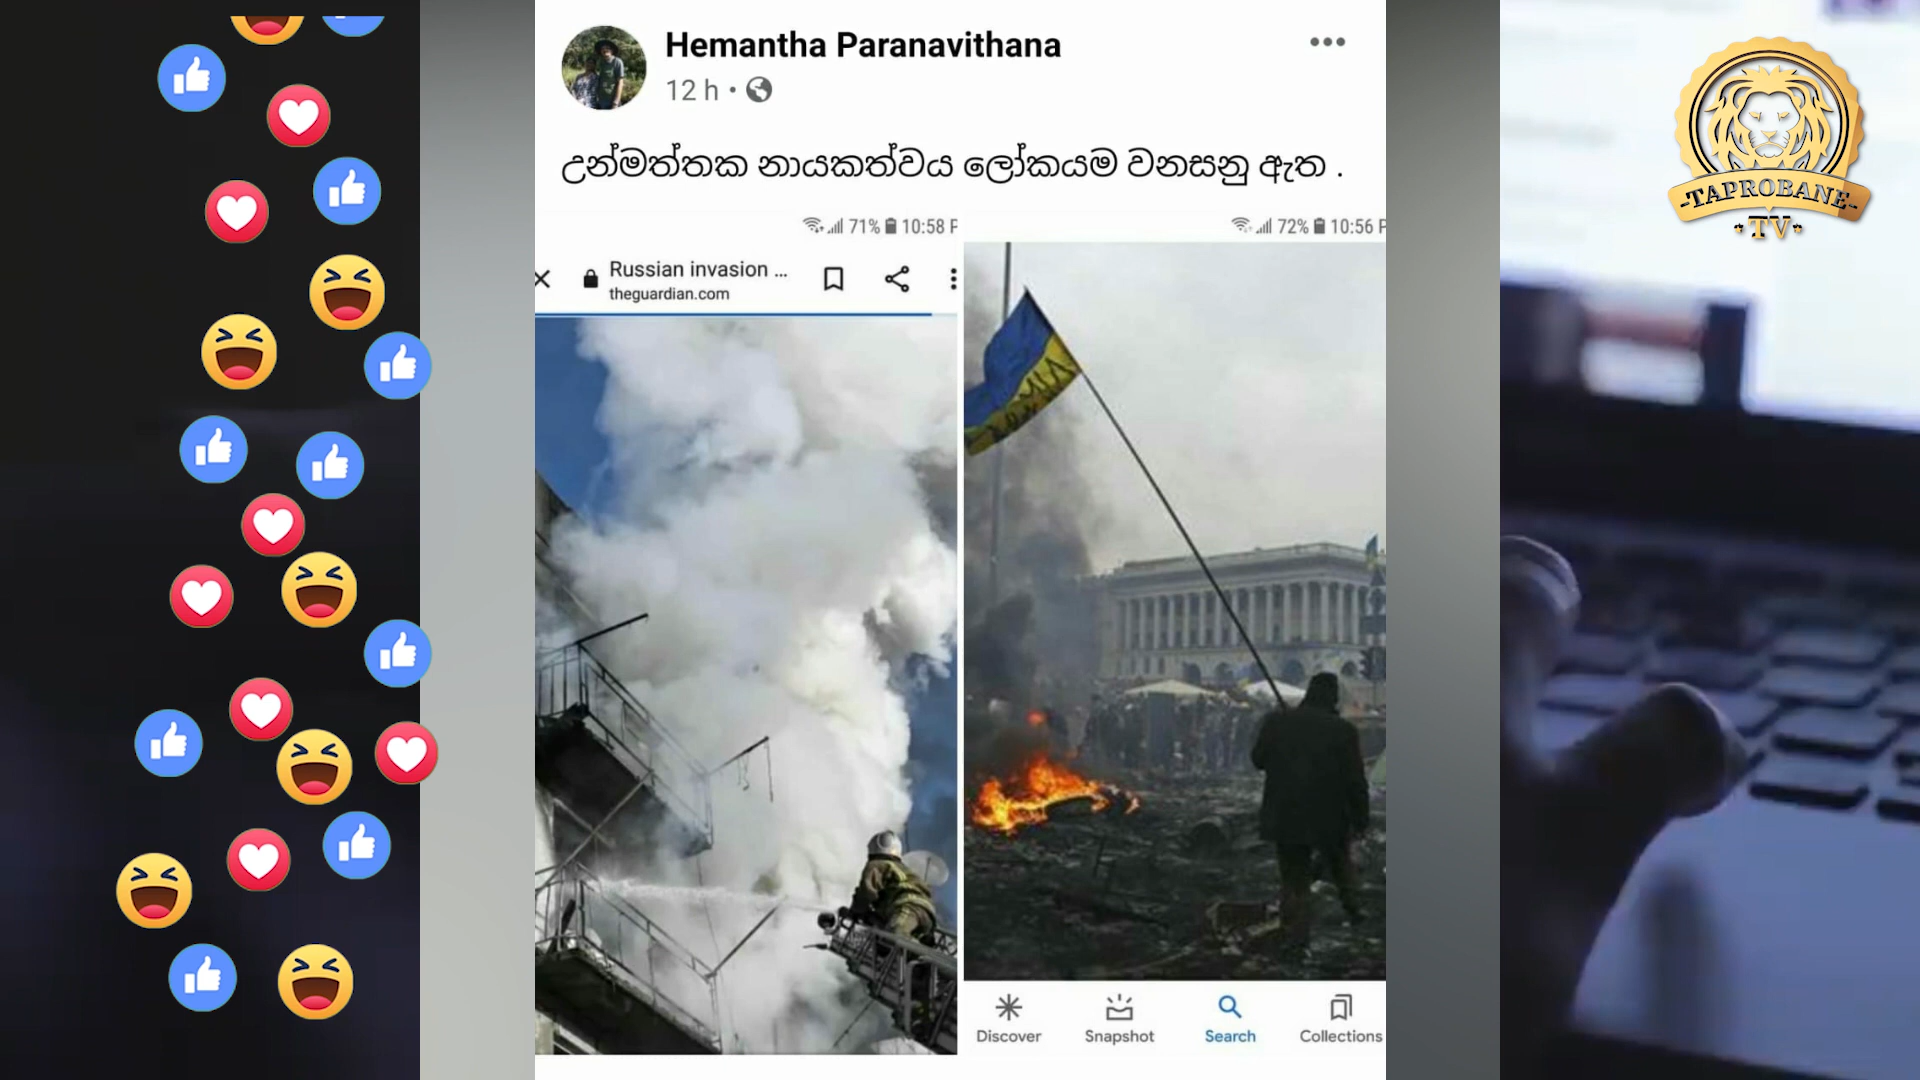 Hemantha Paranavithana
12 h
උන්මත්තක නායකත්වය ලෝකයම වනසනු ඇත .
71% 10:58 P
72% 10:56 P
Russian invasion ...
theguardian.com
Discover
Snapshot
Search
Collections
-TAPROBANE-
TV